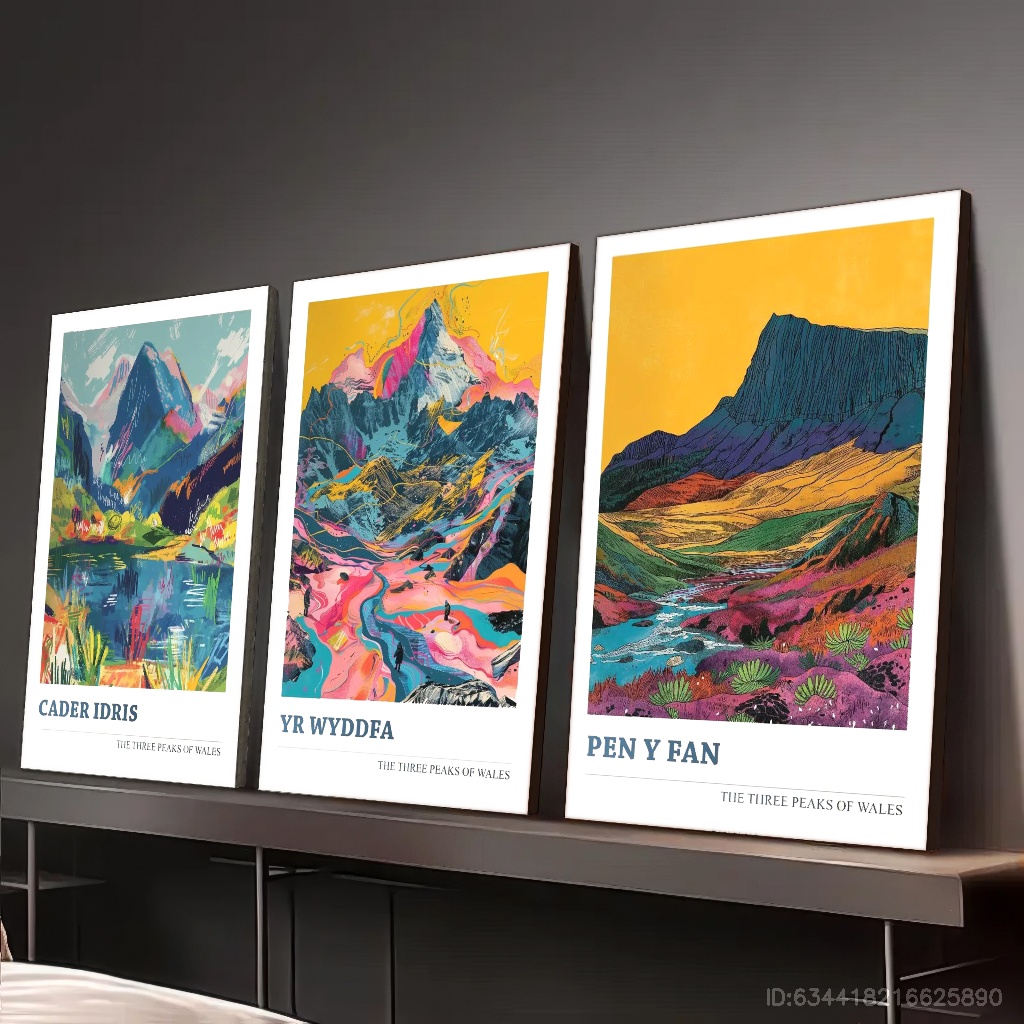 CADER IDRIS
THE THREE PEAKS OF WALES
YR WYDDFA
THE THREE PEAKS OF WALES
PEN Y FAN
THE THREE PEAKS OF WALES
ID:634418216625890